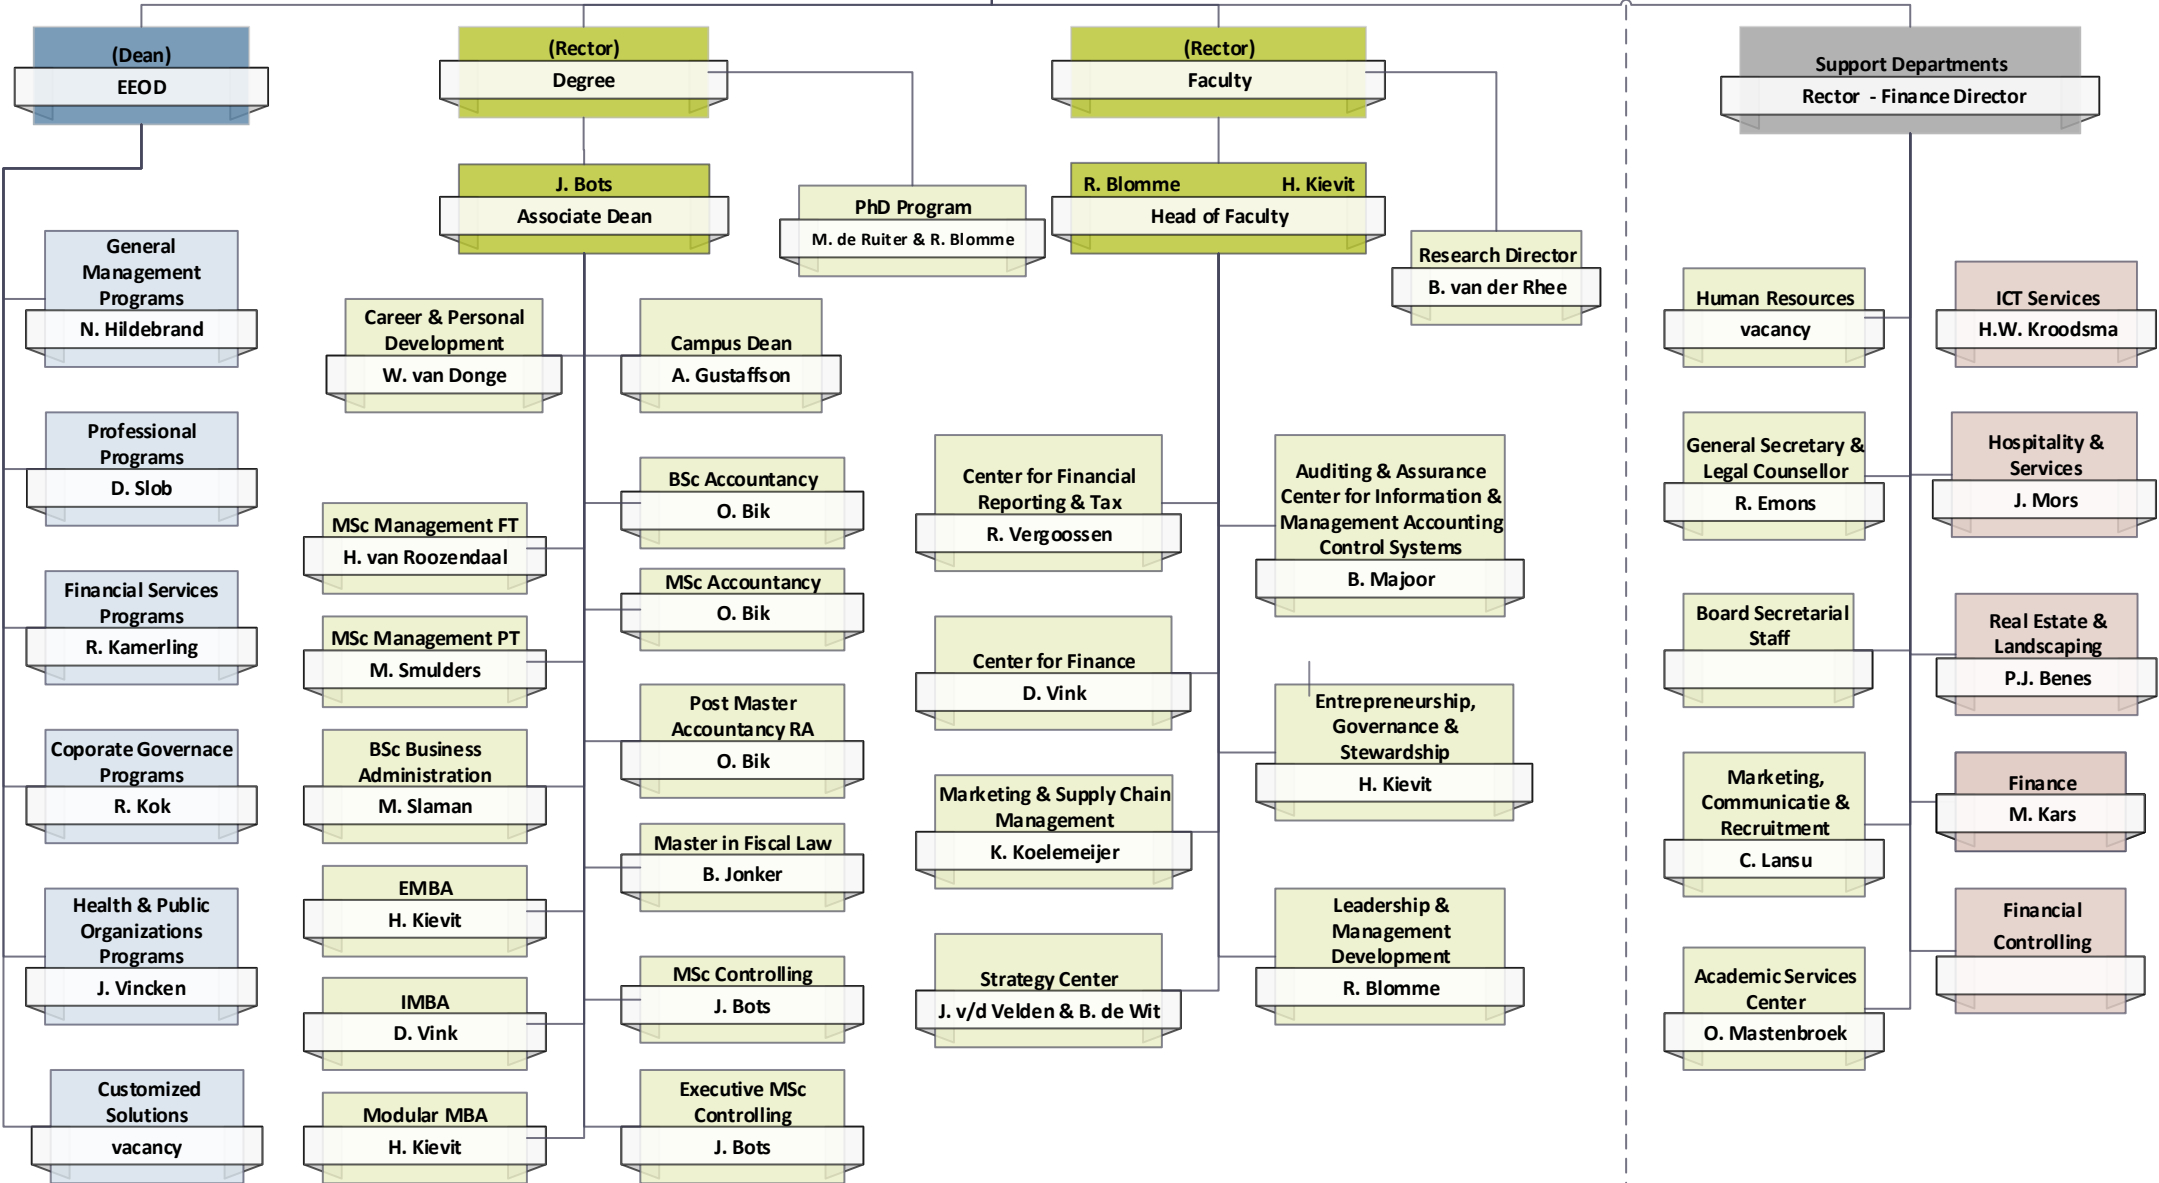 (Dean)
EEOD
General
Management
Programs
N. Hildebrand
Professional
Programs
D. Slob
Financial Services
Programs
R. Kamerling
Coporate Governace
Programs
R. Kok
Health & Public
Organizations
Programs
J. Vincken
Customized
Solutions
vacancy
(Rector)
Degree
J. Bots
Associate Dean
PhD Program
M. de Ruiter & R. Blomme
Career & Personal
Development
W. van Donge
Campus Dean
A. Gustaffson
MSc Management FT
H. van Roozendaal
MSc Management PT
M. Smulders
BSc Business
Administration
M. Slaman
EMBA
H. Kievit
IMBA
D. Vink
Modular MBA
H. Kievit
BSc Accountancy
O. Bik
MSc Accountancy
O. Bik
Post Master
Accountancy RA
O. Bik
Master in Fiscal Law
B. Jonker
MSc Controlling
J. Bots
Executive MSc
Controlling
J. Bots
(Rector)
Faculty
R. Blomme H. Kievit
Head of Faculty
Research Director
B. van der Rhee
Center for Financial
Reporting & Tax
R. Vergoossen
Center for Finance
D. Vink
Marketing & Supply Chain
Management
K. Koelemeijer
Strategy Center
J. v/d Velden & B. de Wit
Auditing & Assurance
Center for Information &
Management Accounting
Control Systems
B. Majoor
Entrepreneurship,
Governance &
Stewardship
H. Kievit
Leadership &
Management
Development
R. Blomme
Support Departments
Rector - Finance Director
Human Resources
vacancy
General Secretary &
Legal Counsellor
R. Emons
Board Secretarial
Staff
Marketing,
Communicatie &
Recruitment
C. Lansu
Academic Services
Center
O. Mastenbroek
ICT Services
H.W. Kroodsma
Hospitality &
Services
J. Mors
Real Estate &
Landscaping
P.J. Benes
Finance
M. Kars
Financial
Controlling